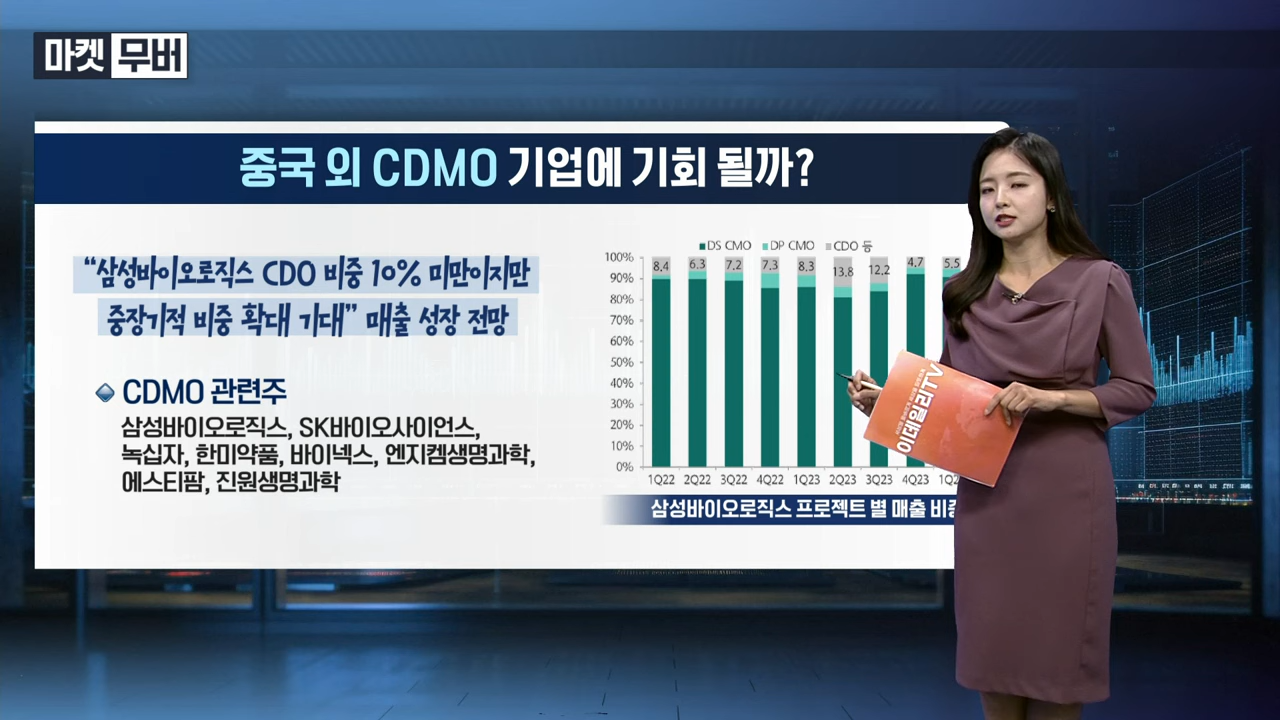 마켓 무버
중국 외 CDMO 기업에 기회 될까?
“삼성바이오로직스 CDO 비중 10% 미만이지만
중장기적 비중 확대 기대” 매출 성장 전망
CDMO 관련주
삼성바이오로직스, SK바이오사이언스,
녹십자, 한미약품, 바이넥스, 엔지켐생명과학,
에스티팜, 진원생명과학
DS CMO DP CMO CDO 등
100%
90%
80%
70%
60%
50%
40%
30%
20%
10%
0%
8,4 6,3 7,2 7,3 8,3 13,8 12,2 4,7 5,5
1Q22 2Q22 3Q22 4Q22 1Q23 2Q23 3Q23 4Q23 1Q2
삼성바이오로직스 프로젝트 별 매출 비중
이데일리TV